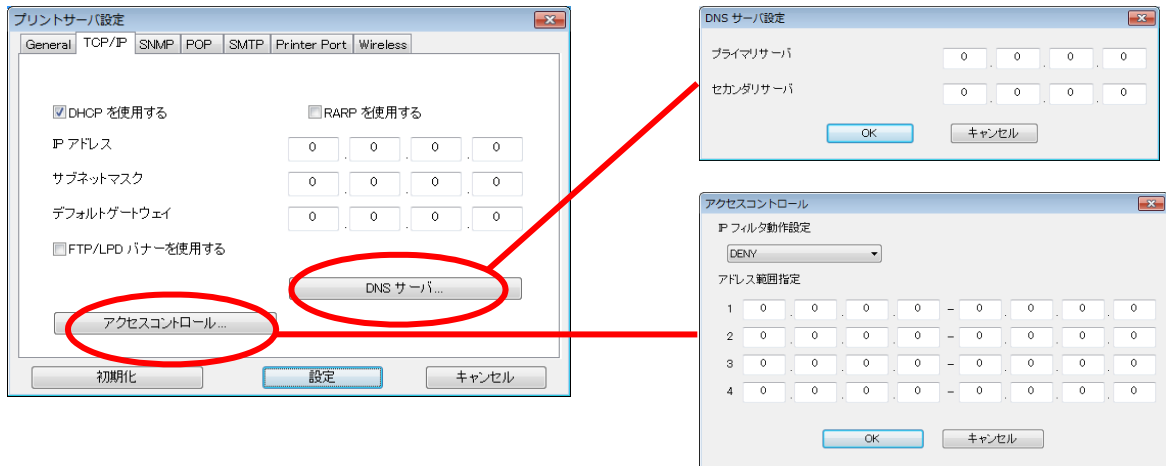 プリントサーバ設定
General TCP/IP SNMP POP SMTP Printer Port Wireless
DHCP を使用する RARP を使用する
IP アドレス 0 . 0 . 0 . 0
サブネットマスク 0 . 0 . 0 . 0
デフォルトゲートウェイ 0 . 0 . 0 . 0
FTP/LPD バナーを使用する
DNS サーバ...
アクセスコントロール...
初期化 設定 キャンセル
DNS サーバ設定
プライマリサーバ 0 . 0 . 0 . 0
セカンダリサーバ 0 . 0 . 0 . 0
OK キャンセル
アクセスコントロール
IP フィルタ動作設定
DENY
アドレス範囲指定
1 0 . 0 . 0 . 0 – 0 . 0 . 0 . 0
2 0 . 0 . 0 . 0 – 0 . 0 . 0 . 0
3 0 . 0 . 0 . 0 – 0 . 0 . 0 . 0
4 0 . 0 . 0 . 0 – 0 . 0 . 0 . 0
OK キャンセル